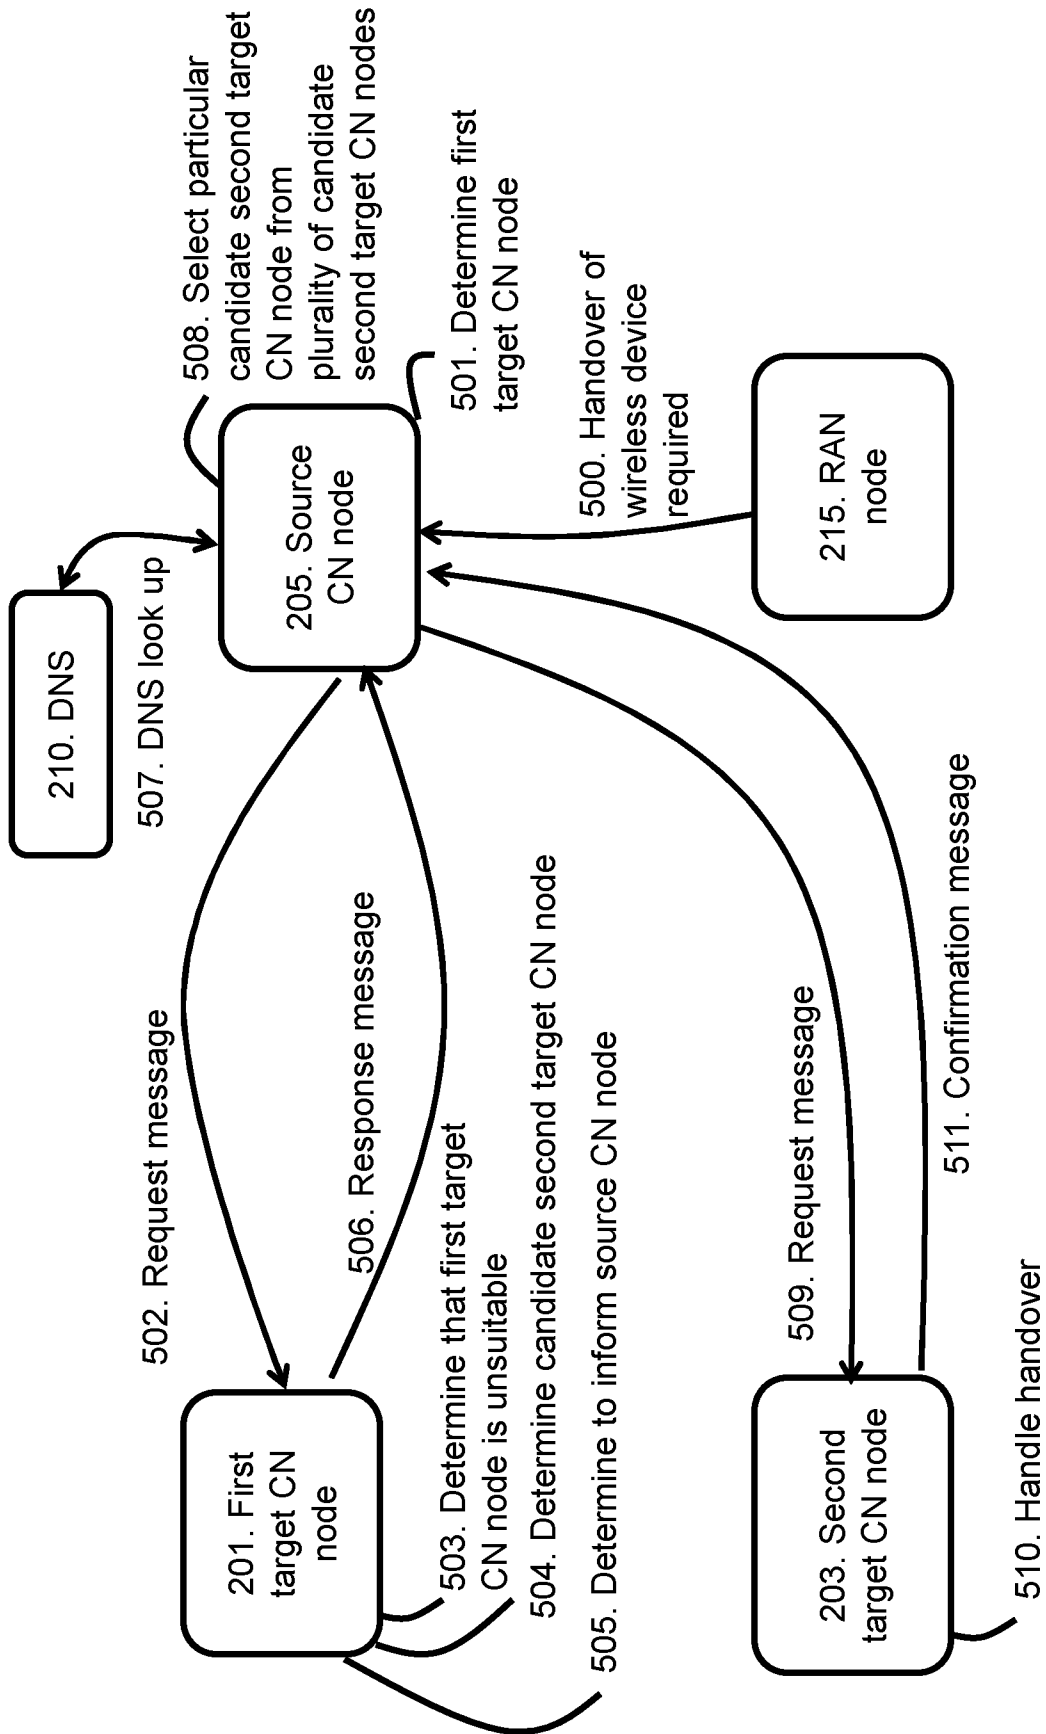 210. DNS
507. DNS look up
508. Select particular
candidate second target
CN node from
plurality of candidate
second target CN nodes
205. Source
CN node
501. Determine first
target CN node
502. Request message
506. Response message
201. First
target CN
node
503. Determine that first target
CN node is unsuitable
504. Determine candidate second target CN node
505. Determine to inform source CN node
500. Handover of
wireless device
required
215. RAN
node
509. Request message
511. Confirmation message
203. Second
target CN node
510. Handle handover